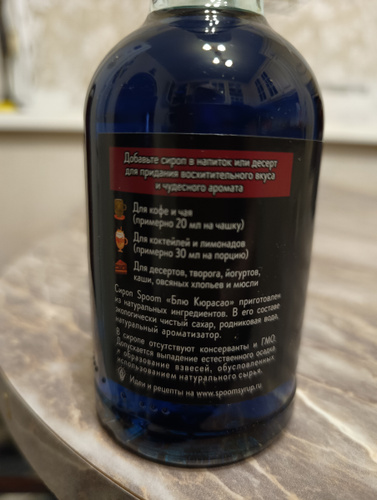 Добавьте сироп в напиток или десерт
для придания восхитительного вкуса
и чудесного аромата
Для кофе и чая
(примерно 20 мл на чашку)
Для коктейлей и лимонадов
(примерно 30 мл на порцию)
Для десертов, творога, йогуртов,
каши, овсяных хлопьев и мюсли
Сироп Spoom «Блю Кюрасао» приготовлен
из натуральных ингредиентов. В его составе
экологически чистый сахар, родниковая вода,
натуральный ароматизатор.
В сиропе отсутствуют консерванты и ГМО.
Допускается выпадение естественного осадка,
и образование взвесей, обусловленных
использованием натурального сырья.
Идеи и рецепты на www.spoomsyrup.ru